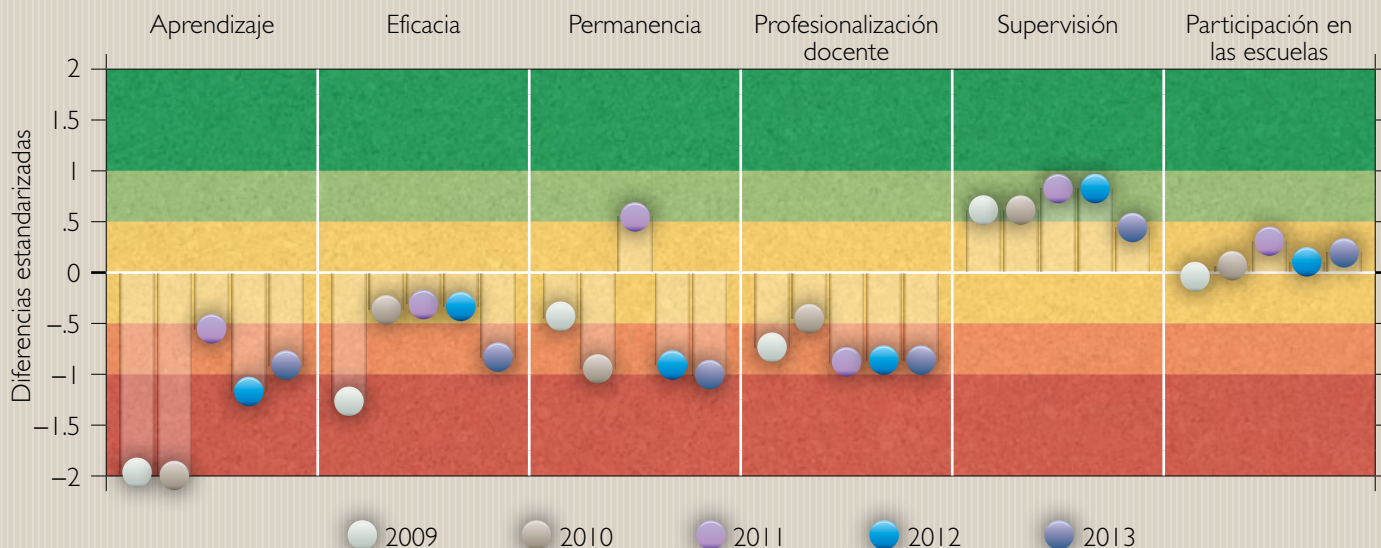 Aprendizaje
Eficacia
Permanencia
Profesionalización
docente
Supervisión
Participación en
las escuelas
Diferencias estandarizadas
2
1.5
1
.5
0
−.5
−1
−1.5
−2
2009
2010
2011
2012
2013